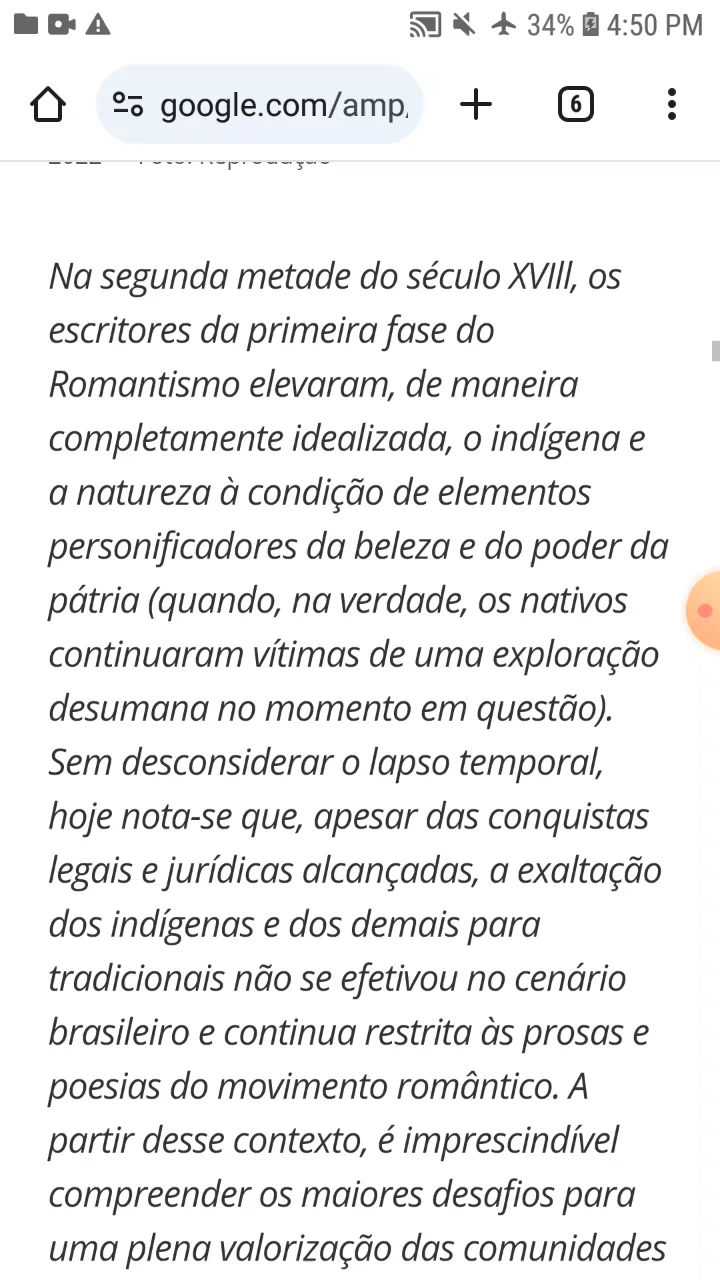 34% 4:50 PM
google.com/amp
6
Na segunda metade do século XVIll, os
escritores da primeira fase do
Romantismo elevaram, de maneira
completamente idealizada, o indígena e
a natureza à condição de elementos
personificadores da beleza e do poder da
pátria (quando, na verdade, os nativos
continuaram vítimas de uma exploração
desumana no momento em questão).
Sem desconsiderar o lapso temporal,
hoje nota-se que, apesar das conquistas
legais e jurídicas alcançadas, a exaltação
dos indígenas e dos demais para
tradicionais não se efetivou no cenário
brasileiro e continua restrita às prosas e
poesias do movimento romântico. A
partir desse contexto, é imprescindível
compreender os maiores desafios para
uma plena valorização das comunidades